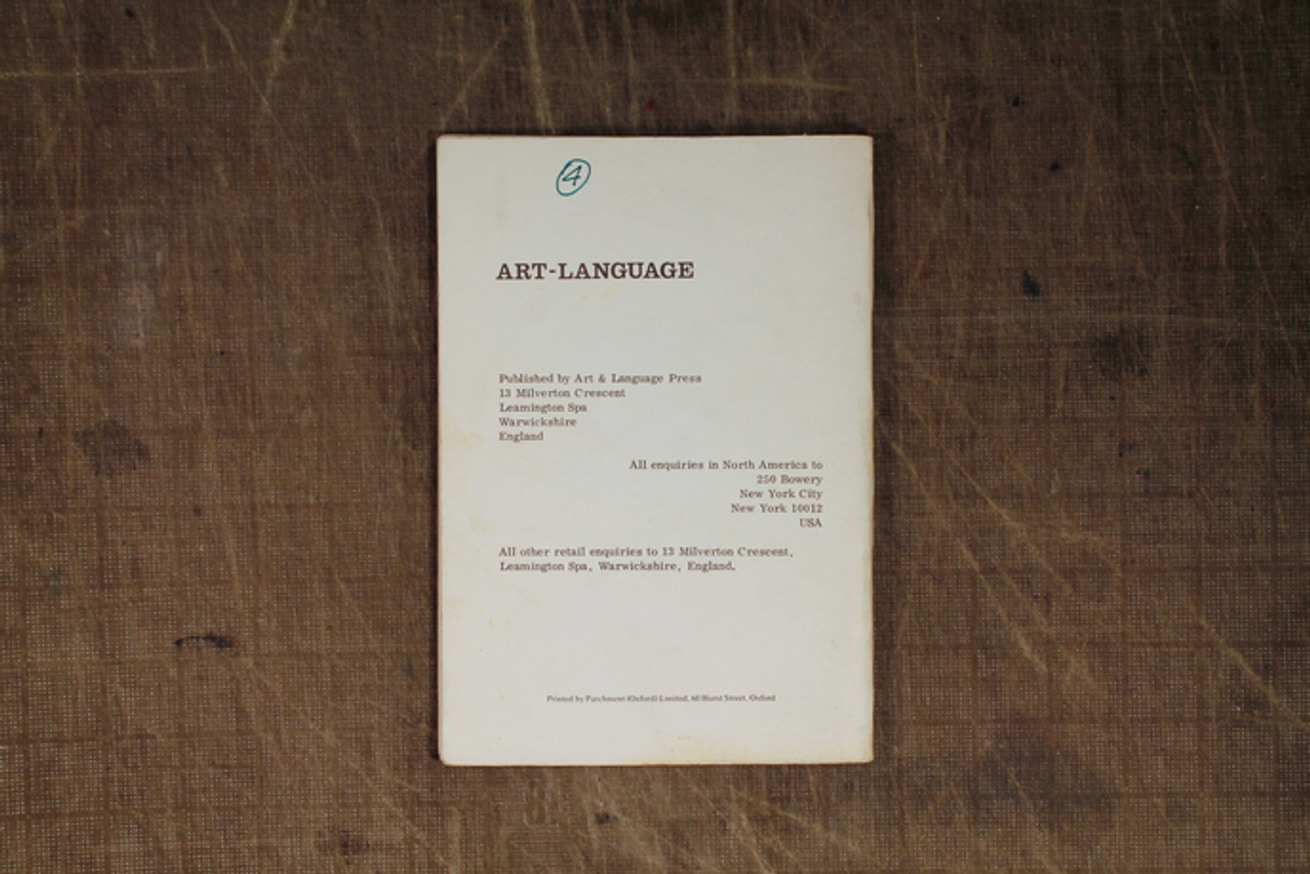 4
ART-LANGUAGE
Published by Art & Language Press
13 Milverton Crescent
Leamington Spa
Warwickshire
England
All enquiries in North America to
250 Bowery
New York City
New York 10012
USA
All other retail enquiries to 13 Milverton Crescent,
Leamington Spa, Warwickshire, England.
Printed by Parchment (Oxford) Limited, 60 Hurst Street, Oxford